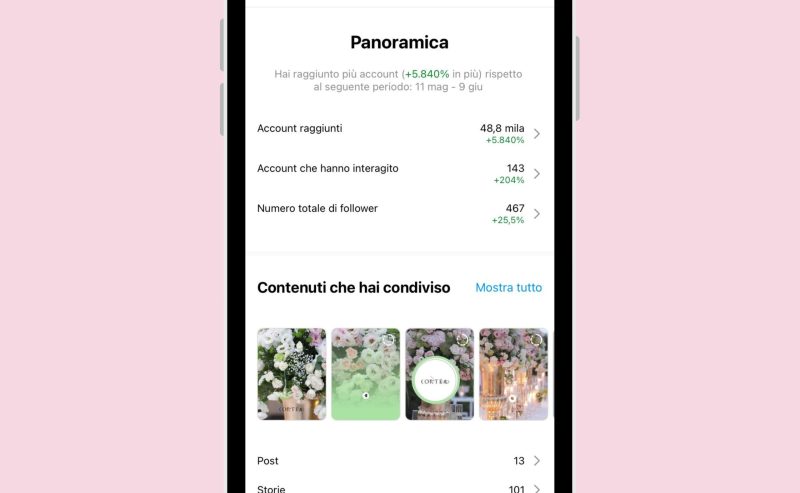 Panoramica
Hai raggiunto più account (+5.840% in più) rispetto
al seguente periodo: 11 mag - 9 giu
Account raggiunti
48,8 mila
+5.840%
Account che hanno interagito
143
+204%
Numero totale di follower
467
+25,5%
Contenuti che hai condiviso
Mostra tutto
Post
13
Storie
101